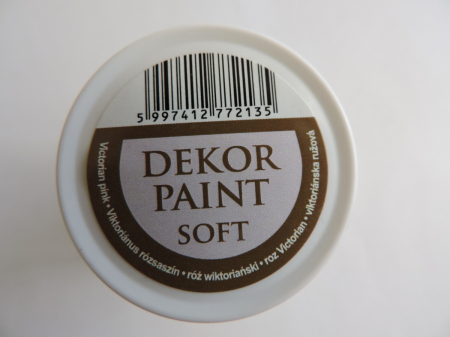 5 997412 772135
DEKOR
PAINT
SOFT
Victorian pink • Viktoriánus rózsaszín • róż wiktoriański • roz Victorian • viktoriánska ružová